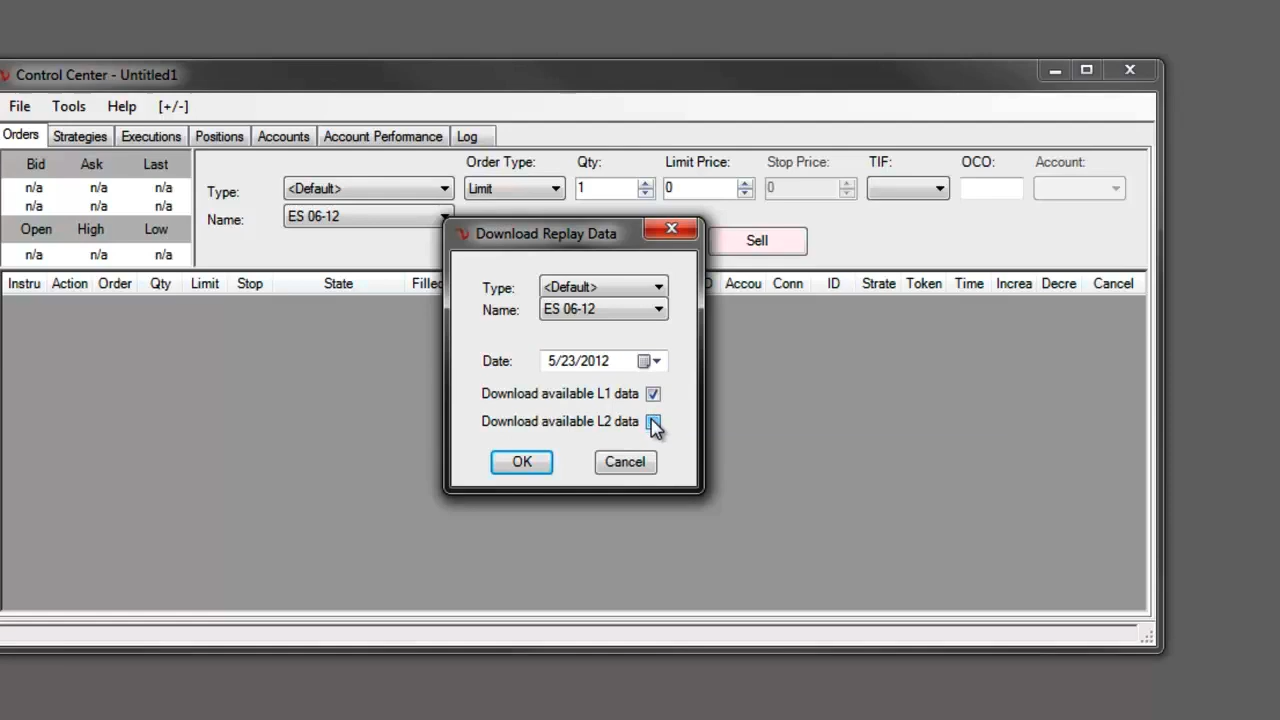 Control Center - Untitled1
File Tools Help [+/-]
Orders Strategies Executions Positions Accounts Account Performance Log
Bid Ask Last
n/a n/a n/a
n/a n/a n/a
Open High Low
n/a n/a n/a
Order Type: Qty: Limit Price: Stop Price: TIF: OCO: Account:
Type: <Default> Limit 1 0 0
Name: ES 06-12
Sell
Instru Action Order Qty Limit Stop State Filled D Accou Conn ID Strate Token Time Increa Decre Cancel
Download Replay Data
Type: <Default>
Name: ES 06-12
Date: 5/23/2012
Download available L1 data
Download available L2 data
OK Cancel